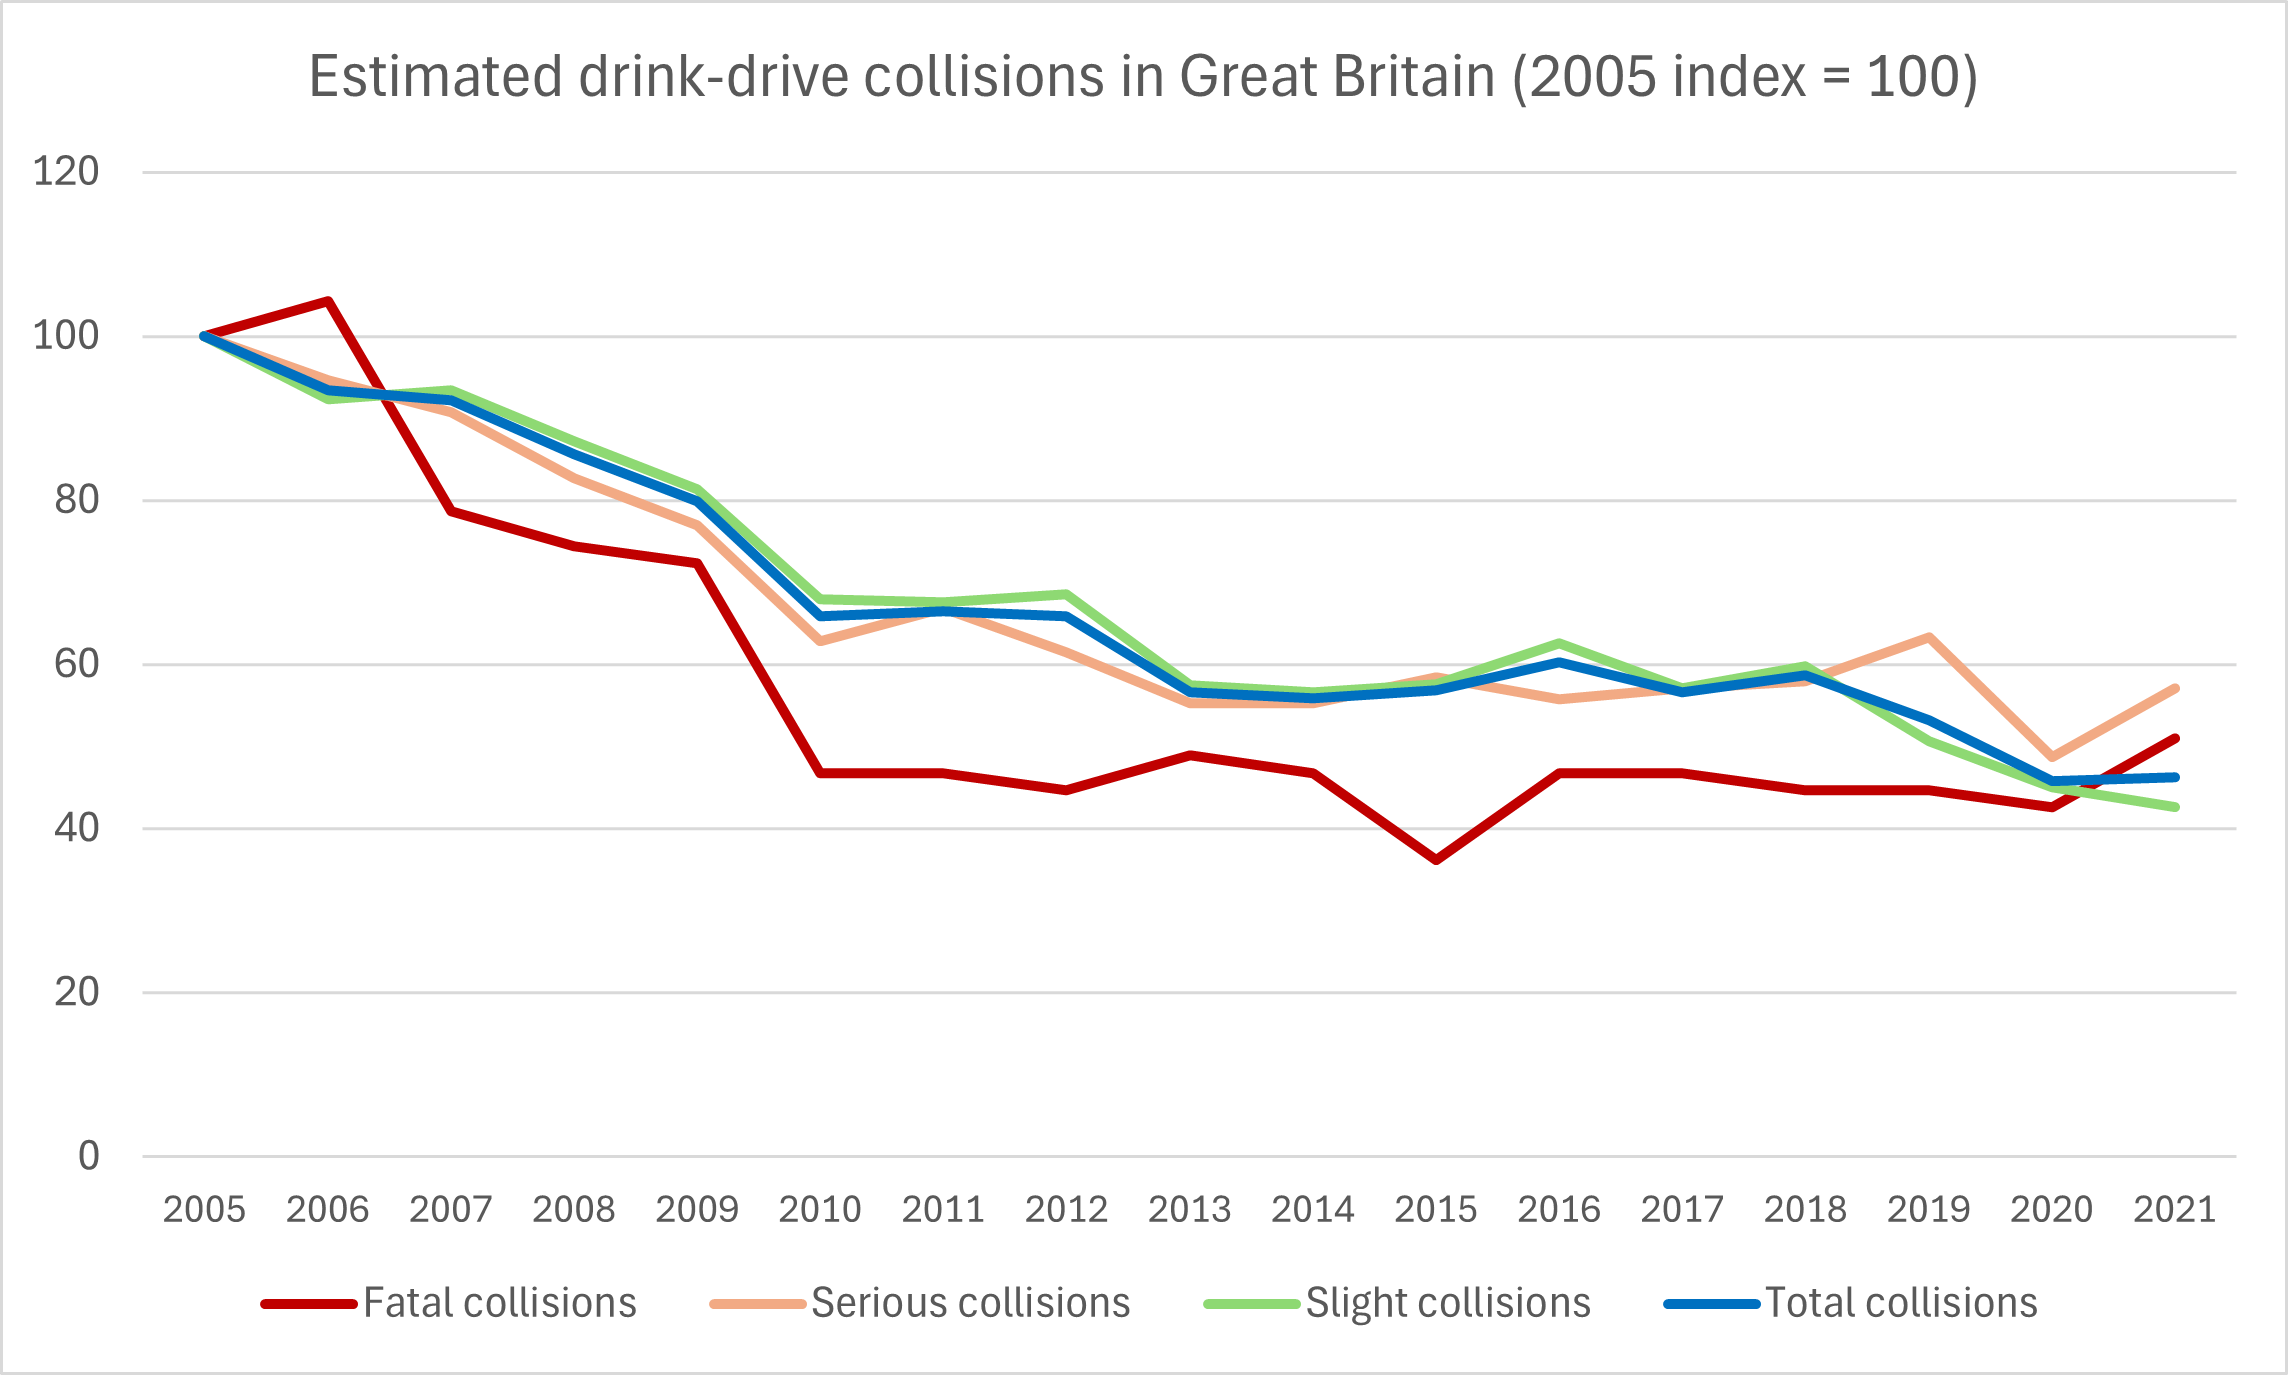 Estimated drink-drive collisions in Great Britain (2005 index = 100)
120
100
80
60
40
20
0
2005 2006 2007 2008 2009 2010 2011 2012 2013 2014 2015 2016 2017 2018 2019 2020 2021
Fatal collisions Serious collisions Slight collisions Total collisions